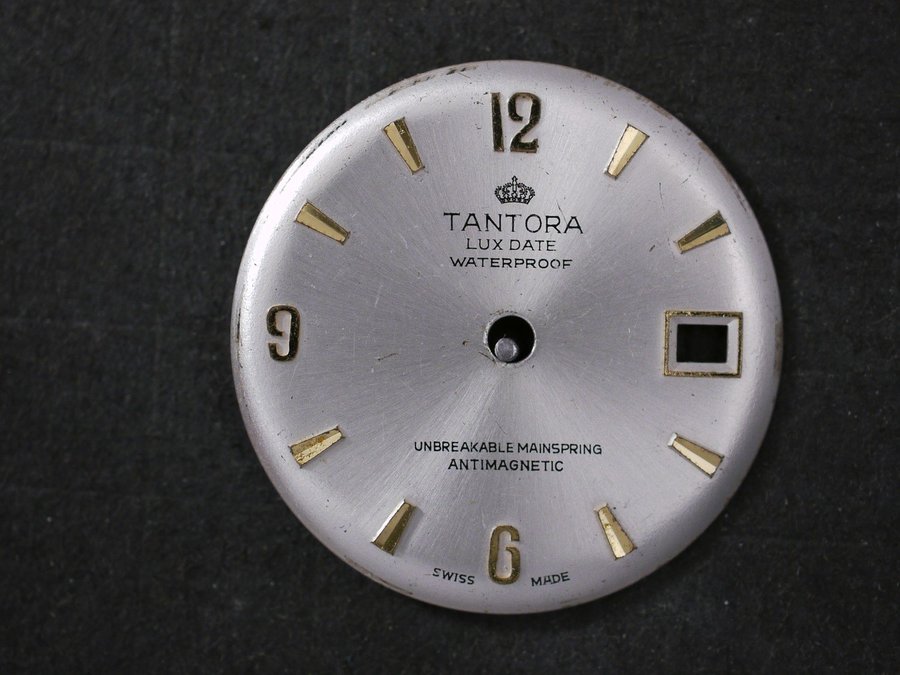 12
TANTORA
LUX DATE
WATERPROOF
9
UNBREAKABLE MAINSPRING
ANTIMAGNETIC
6
SWISS MADE